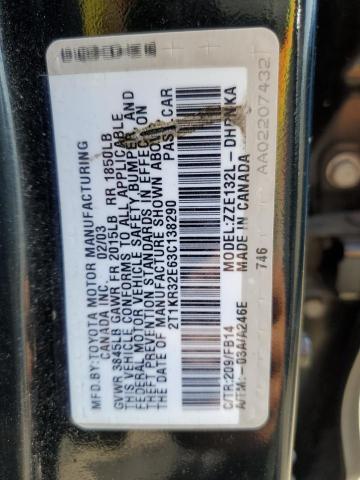 MFD.BY:TOYOTA MOTOR MANUFACTURING
CANADA INC. 02/03
GVWR 3845LB GAWR FR 2015LB RR 1850LB
THIS VEHICLE CONFORMS TO ALL APPLICABLE
FEDERAL MOTOR VEHICLE SAFETY, BUMPER, AND
THEFT PREVENTION STANDARDS IN EFFECT ON
THE DATE OF MANUFACTURE SHOWN ABOVE.
2T1KR32E63C138290 PASS. CAR
C/TR:209/FB14 MODEL:ZZE132L-DHPNKA
A/TM:-03A/A246E MADE IN CANADA
746
AA02207432